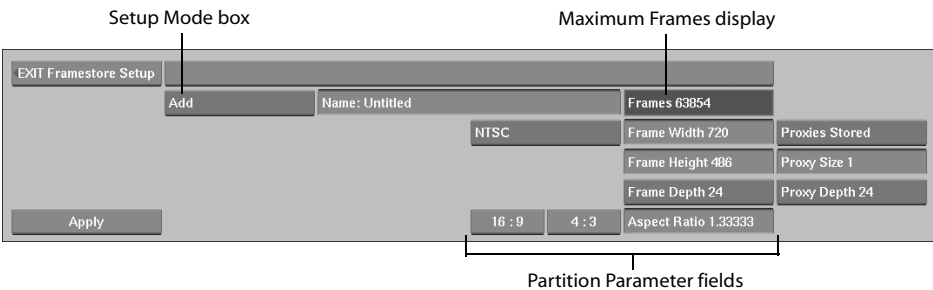 Setup Mode box
Maximum Frames display
EXIT Framestore Setup
Add
Name: Untitled
Frames 63854
NTSC
Frame Width 720
Proxies Stored
Frame Height 486
Proxy Size 1
Frame Depth 24
Proxy Depth 24
Apply
16 : 9
4 : 3
Aspect Ratio 1.33333
Partition Parameter fields